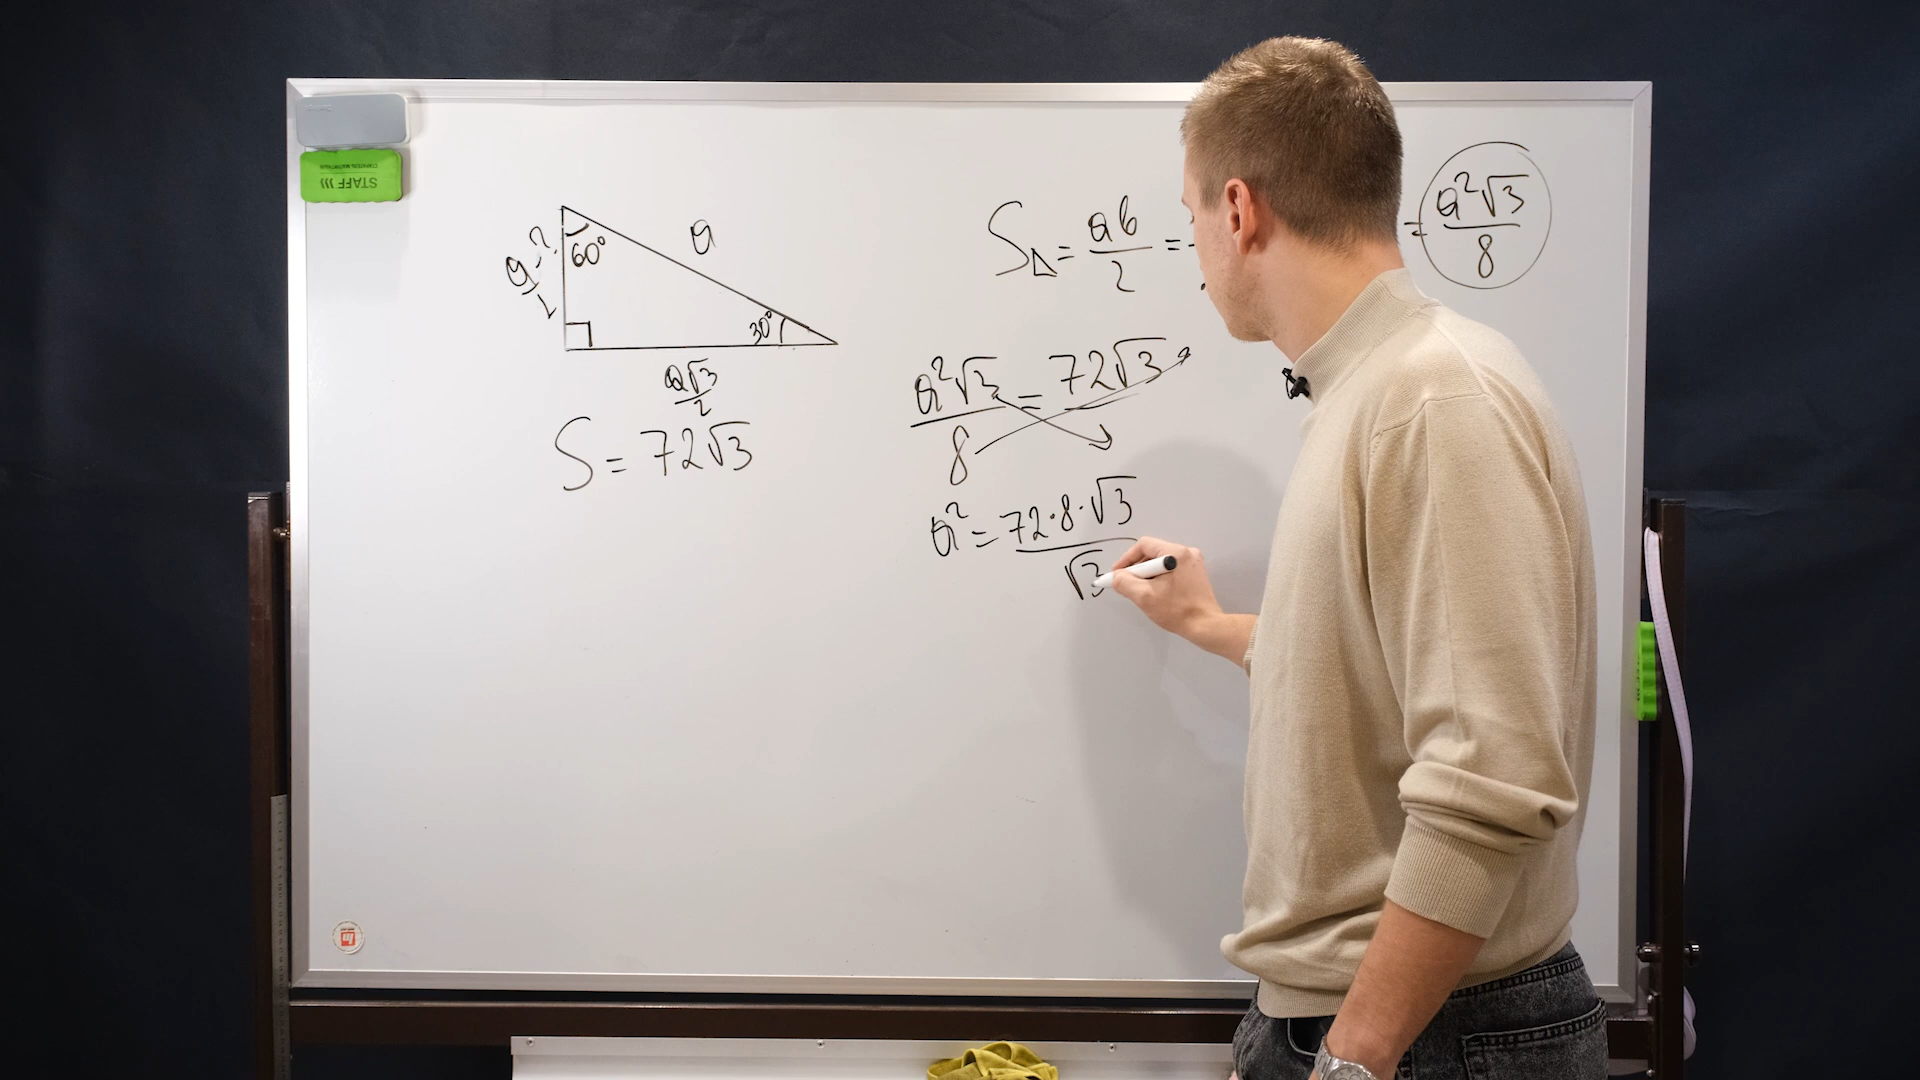 STAFF
60°
a
a/2 - ?
30°
a√3/2
S = 72√3
S△ = ab/2 =
= a²√3/8
a²√3/8 = 72√3
a² = 72·8·√3/√3